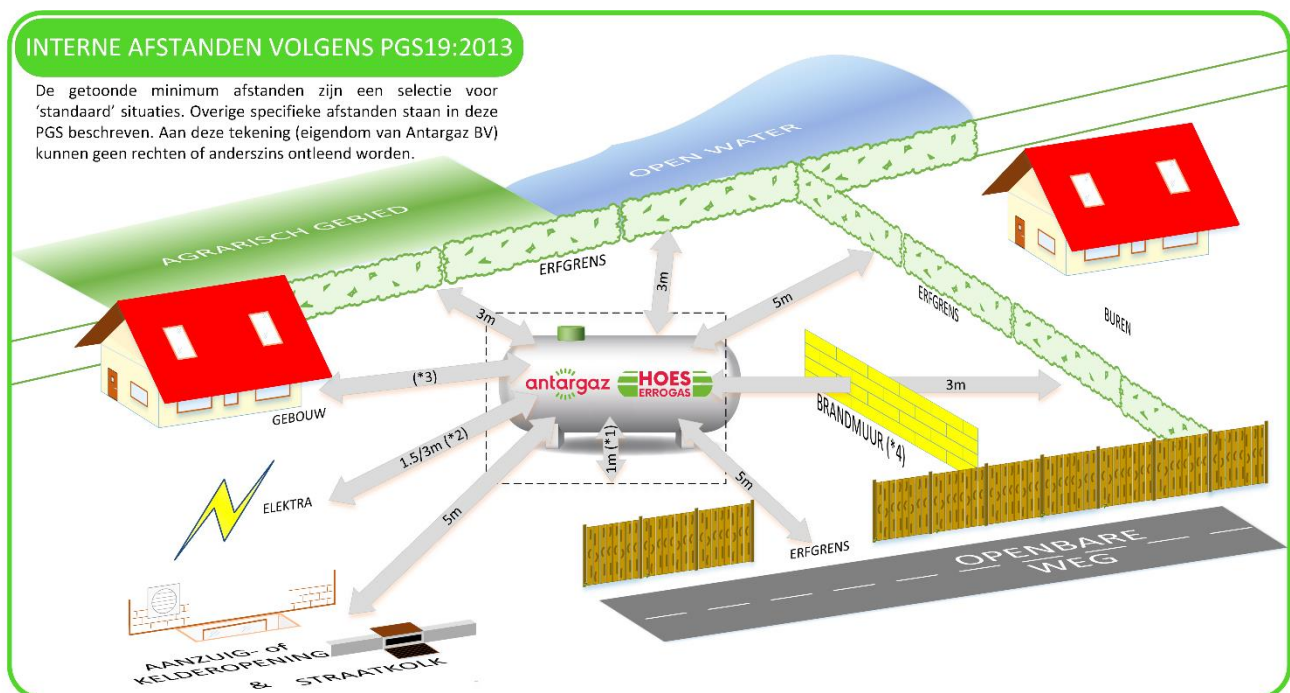 INTERNE AFSTANDEN VOLGENS PGS19:2013
De getoonde minimum afstanden zijn een selectie voor
‘standaard’ situaties. Overige specifieke afstanden staan in deze
PGS beschreven. Aan deze tekening (eigendom van Antargaz BV)
kunnen geen rechten of anderszins ontleend worden.
OPEN WATER
AGRARISCH GEBIED
ERFGRENS
3m
3m
5m
ERFGRENS
BUREN
(*3)
antargaz
HOES
ERROGAS
3m
GEBOUW
BRANDMUUR (*4)
1.5/3m (*2)
1m (*1)
5m
ELEKTRA
5m
ERFGRENS
OPENBARE
WEG
AANZUIG- of
KELDEROPENING
& STRAATKOLK